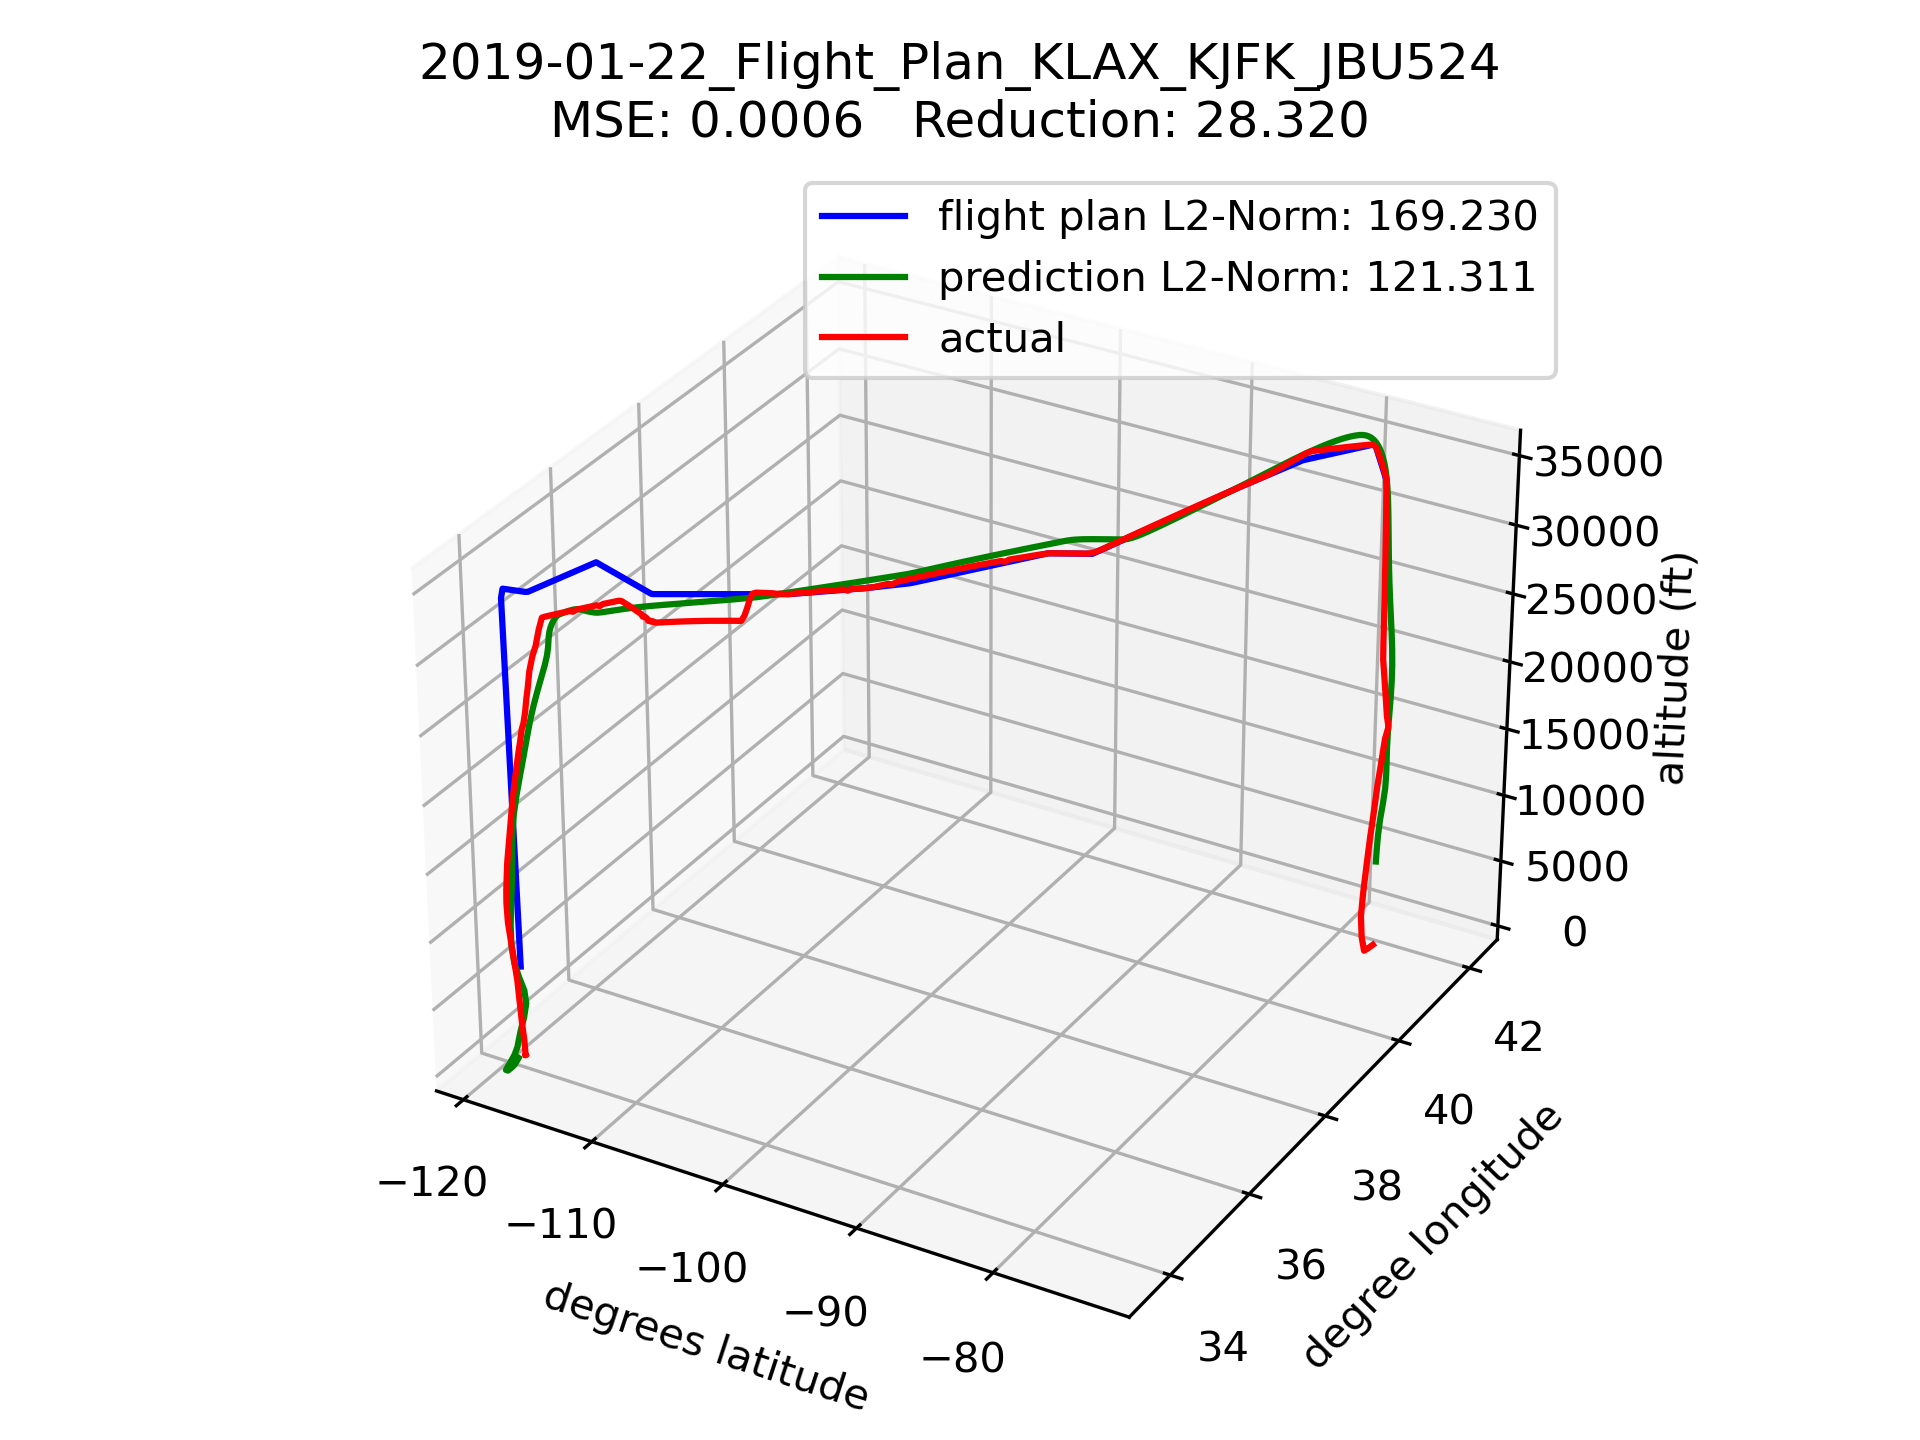 2019-01-22_Flight_Plan_KLAX_KJFK_JBU524
MSE: 0.0006   Reduction: 28.320
flight plan L2-Norm: 169.230
prediction L2-Norm: 121.311
actual
35000
30000
25000
20000
15000
10000
5000
0
altitude (ft)
−120
−110
−100
−90
−80
degrees latitude
42
40
38
36
34
degree longitude